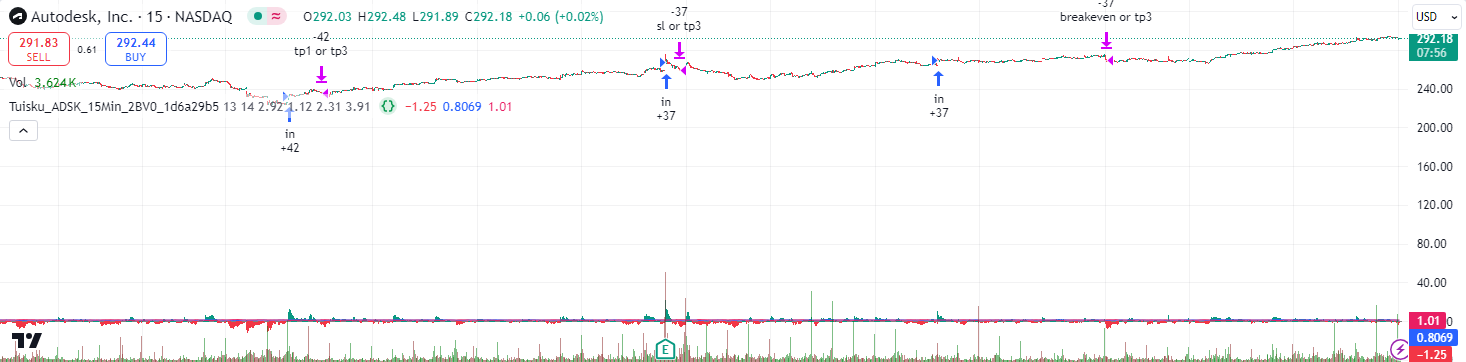 Autodesk, Inc. · 15 · NASDAQ O292.03 H292.48 L291.89 C292.18 +0.06 (+0.02%)
USD
291.83
SELL
0.61
292.44
BUY
-42
tp1 or tp3
-37
sl or tp3
-37
breakeven or tp3
292.18
07:56
Vol 3.624K
Tuisku_ADSK_15Min_2BV0_1d6a29b5 13 14 2.92 1.12 2.31 3.91 {} −1.25 0.8069 1.01
in
+42
in
+37
in
+37
240.00
200.00
160.00
120.00
80.00
40.00
1.01
0.8069
−1.25
E